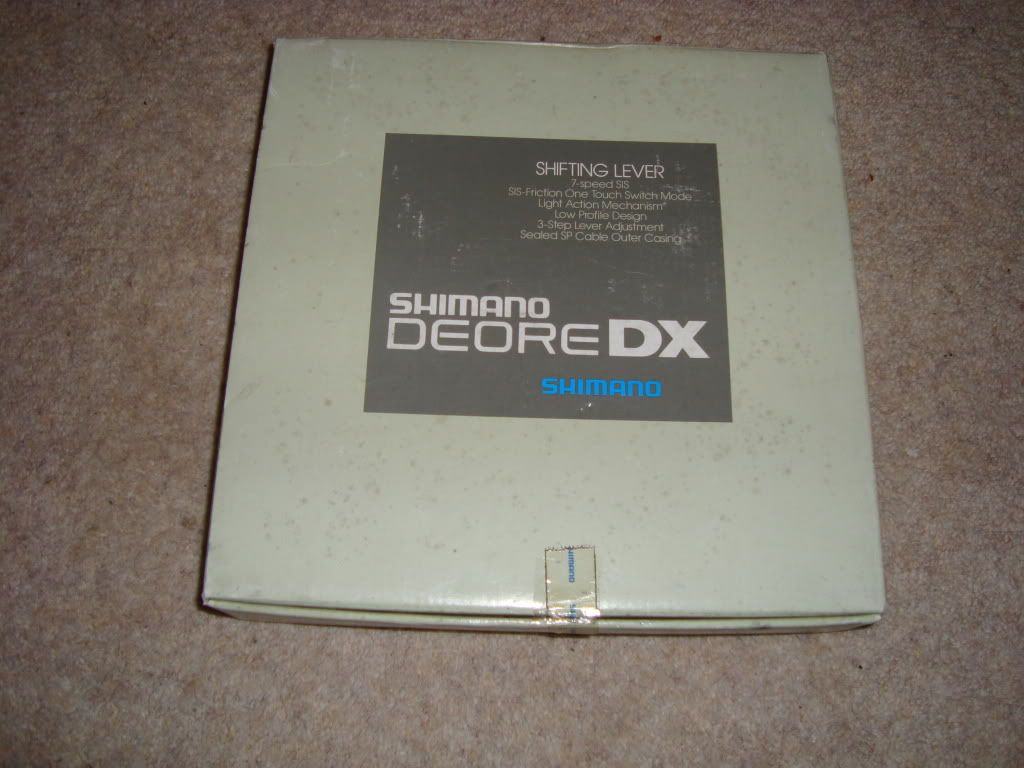 SHIFTING LEVER
7-speed SIS
SIS-Friction One Touch Switch Mode
Light Action Mechanism
Low Profile Design
3-Step Lever Adjustment
Sealed SP Cable Outer Casing
SHIMANO
DEORE DX
SHIMANO
SHIMANO